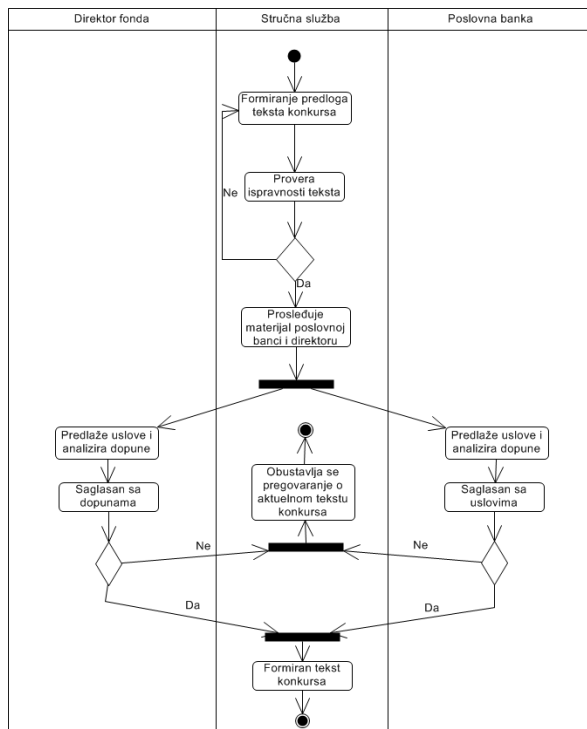 Direktor fonda
Stručna služba
Poslovna banka
Formiranje predloga
teksta konkursa
Provera
ispravnosti teksta
Ne
Da
Prosleđuje
materijal poslovnoj
banci i direktoru
Predlaže uslove i
analizira dopune
Predlaže uslove i
analizira dopune
Obustavlja se
pregovaranje o
aktuelnom tekstu
konkursa
Saglasan sa
dopunama
Saglasan sa
uslovima
Ne
Ne
Da
Da
Formiran tekst
konkursa